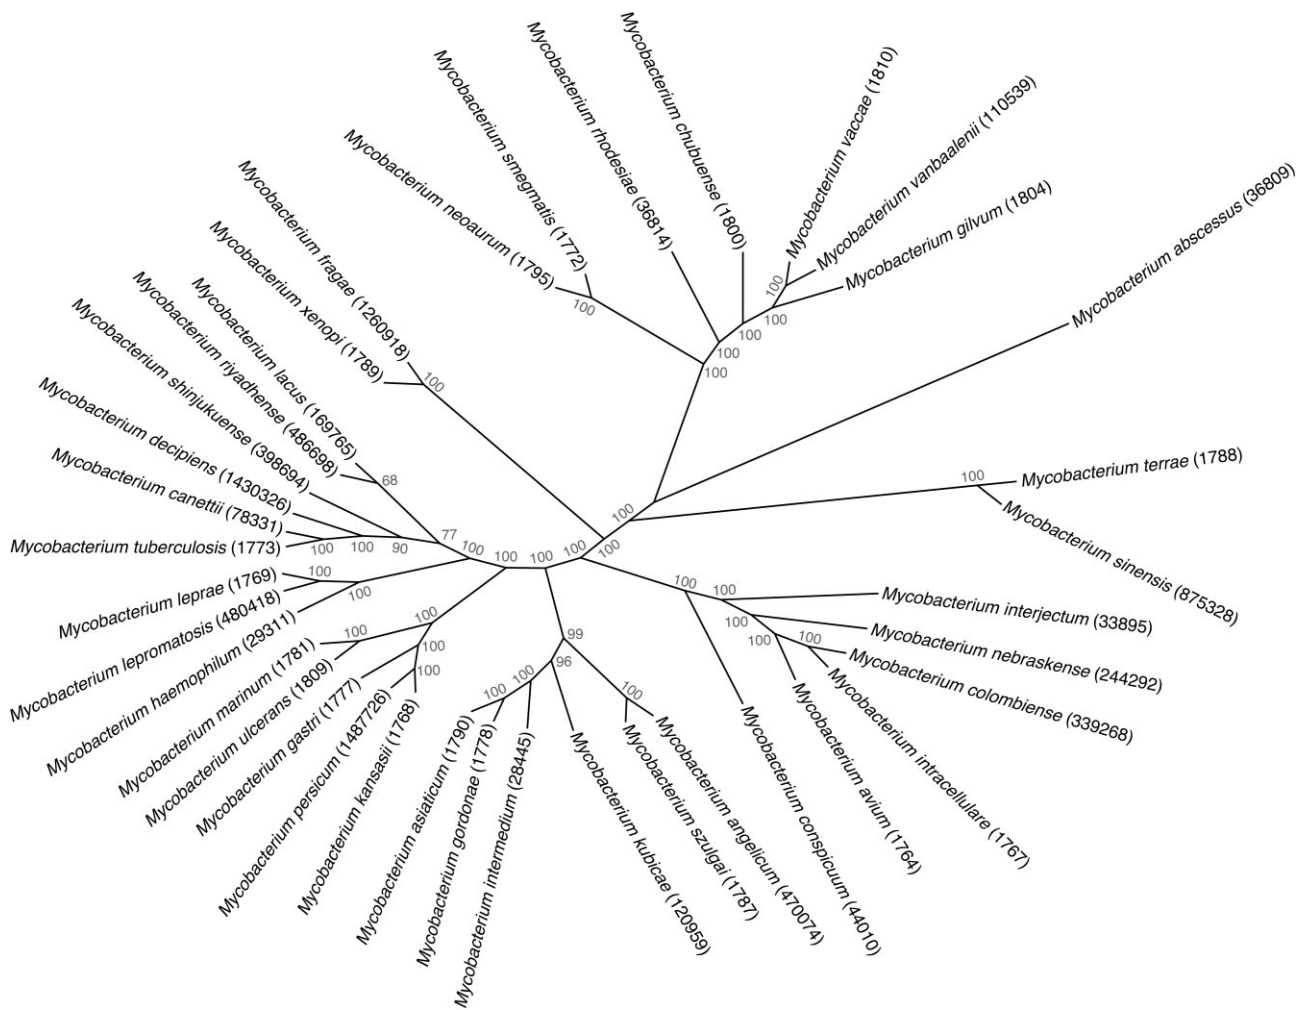 Mycobacterium chubuense (1800)
Mycobacterium rhodesiae (36814)
Mycobacterium smegmatis (1772)
Mycobacterium neoaurum (1795)
Mycobacterium vaccae (1810)
Mycobacterium vanbaalenii (110539)
Mycobacterium gilvum (1804)
Mycobacterium abscessus (36809)
100
100
100
100
100
100
Mycobacterium fragae (1260918)
Mycobacterium xenopi (1789)
100
Mycobacterium lacus (169765)
Mycobacterium riyadhense (486698)
Mycobacterium shinjukuense (398694)
Mycobacterium decipiens (1430326)
Mycobacterium canettii (78331)
Mycobacterium tuberculosis (1773)
68
77
90
100
100
100
Mycobacterium terrae (1788)
Mycobacterium sinensis (875328)
100
100
100
100
100
100
Mycobacterium leprae (1769)
Mycobacterium lepromatosis (480418)
Mycobacterium haemophilum (29311)
100
100
Mycobacterium marinum (1781)
Mycobacterium ulcerans (1809)
Mycobacterium gastri (1777)
Mycobacterium persicum (1487726)
Mycobacterium kansasii (1768)
100
100
100
100
Mycobacterium asiaticum (1790)
Mycobacterium gordonae (1778)
Mycobacterium intermedium (28445)
Mycobacterium kubicae (120959)
Mycobacterium szulgai (1787)
Mycobacterium angelicum (470074)
99
96
100
100
100
Mycobacterium conspicuum (44010)
Mycobacterium avium (1764)
Mycobacterium intracellulare (1767)
Mycobacterium colombiense (339268)
Mycobacterium nebraskense (244292)
Mycobacterium interjectum (33895)
100
100
100
100
100